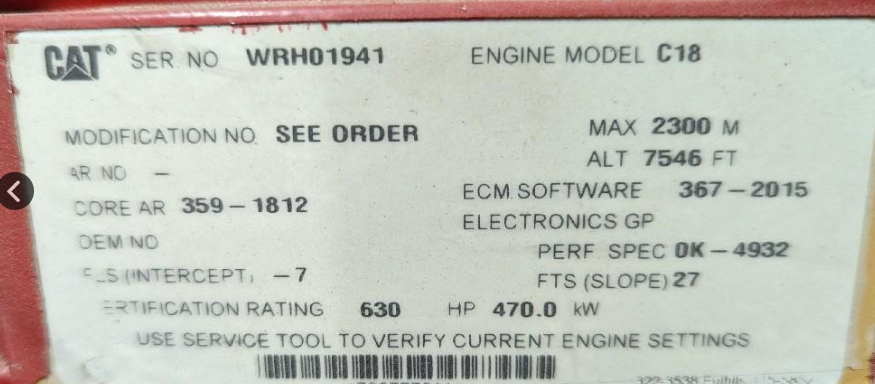 CAT® SER. NO WRH01941 ENGINE MODEL C18
MODIFICATION NO. SEE ORDER MAX 2300 M
ALT 7546 FT
AR NO –
ECM SOFTWARE 367-2015
CORE AR 359-1812
ELECTRONICS GP
OEM NO
PERF. SPEC 0K-4932
(INTERCEPT) -7 FTS (SLOPE) 27
ERTIFICATION RATING 630 HP 470.0 kW
USE SERVICE TOOL TO VERIFY CURRENT ENGINE SETTINGS